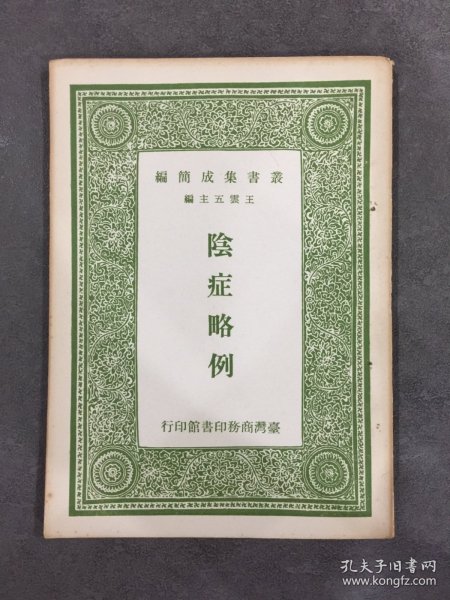 編簡成集書叢
編主五雲王
陰症略例
行印館書印務商灣臺
孔夫子旧书网
www.kongfz.com